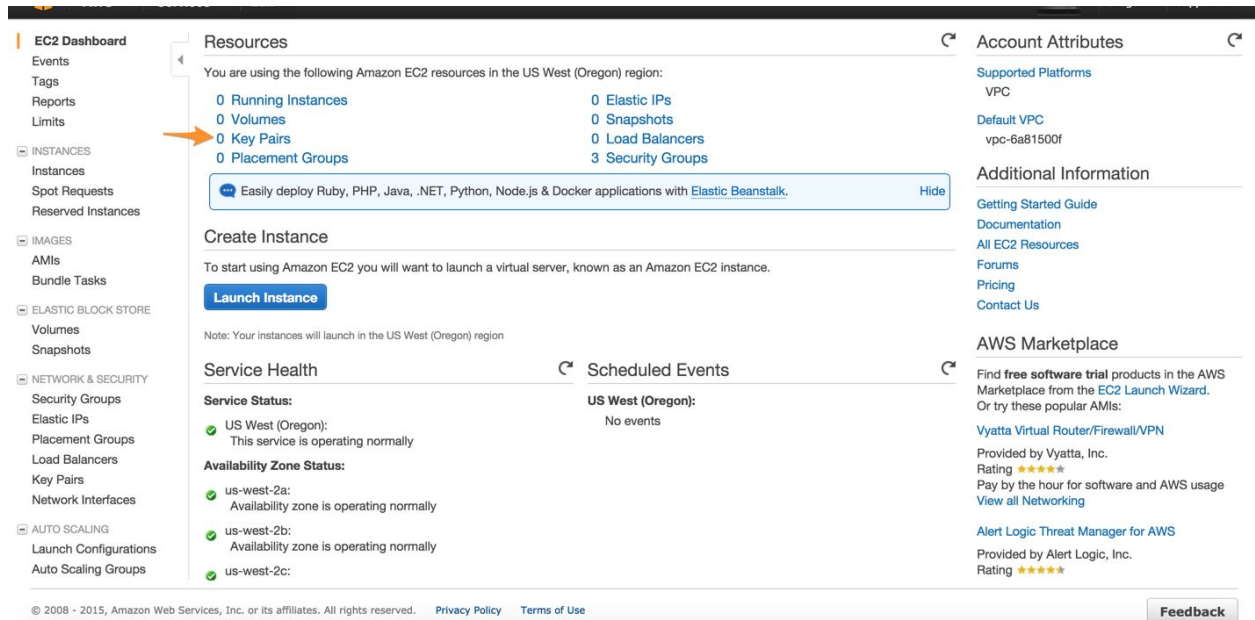 EC2 Dashboard
Events
Tags
Reports
Limits
INSTANCES
Instances
Spot Requests
Reserved Instances
IMAGES
AMIs
Bundle Tasks
ELASTIC BLOCK STORE
Volumes
Snapshots
NETWORK & SECURITY
Security Groups
Elastic IPs
Placement Groups
Load Balancers
Key Pairs
Network Interfaces
AUTO SCALING
Launch Configurations
Auto Scaling Groups
Resources
You are using the following Amazon EC2 resources in the US West (Oregon) region:
0 Running Instances
0 Volumes
0 Key Pairs
0 Placement Groups
0 Elastic IPs
0 Snapshots
0 Load Balancers
3 Security Groups
Easily deploy Ruby, PHP, Java, .NET, Python, Node.js & Docker applications with Elastic Beanstalk. Hide
Create Instance
To start using Amazon EC2 you will want to launch a virtual server, known as an Amazon EC2 instance.
Launch Instance
Note: Your instances will launch in the US West (Oregon) region
Service Health
Service Status:
US West (Oregon):
This service is operating normally
Availability Zone Status:
us-west-2a:
Availability zone is operating normally
us-west-2b:
Availability zone is operating normally
us-west-2c:
Scheduled Events
US West (Oregon):
No events
Account Attributes
Supported Platforms
VPC
Default VPC
vpc-6a81500f
Additional Information
Getting Started Guide
Documentation
All EC2 Resources
Forums
Pricing
Contact Us
AWS Marketplace
Find free software trial products in the AWS
Marketplace from the EC2 Launch Wizard.
Or try these popular AMIs:
Vyatta Virtual Router/Firewall/VPN
Provided by Vyatta, Inc.
Rating
Pay by the hour for software and AWS usage
View all Networking
Alert Logic Threat Manager for AWS
Provided by Alert Logic, Inc.
Rating
© 2008 - 2015, Amazon Web Services, Inc. or its affiliates. All rights reserved. Privacy Policy Terms of Use
Feedback